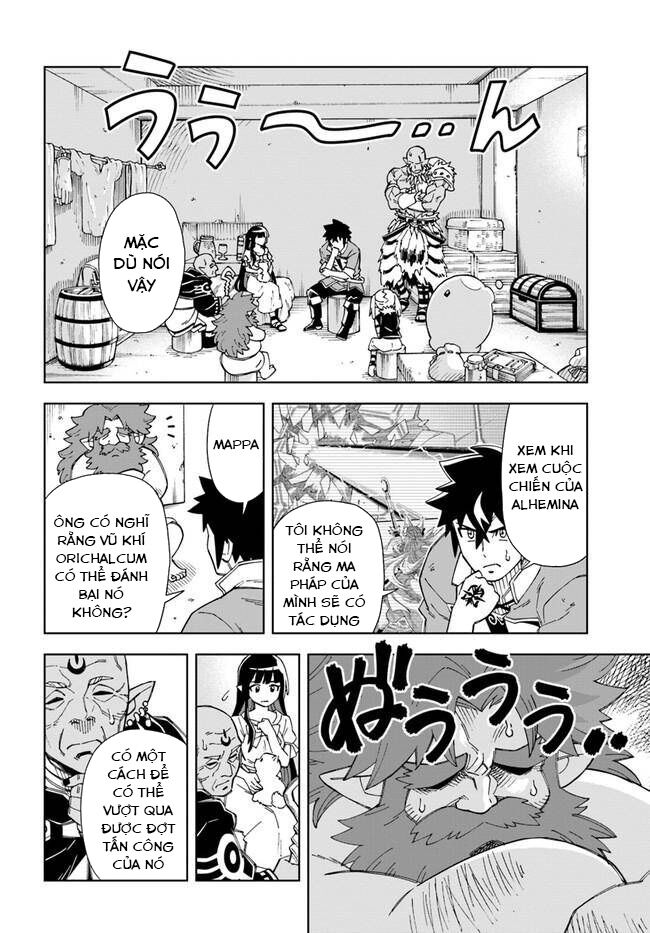 うぅ〜‥ん
MẶC
DÙ NÓI
VẬY
XEM KHI
XEM CUỘC
CHIẾN CỦA
ALHEMINA
TÔI KHÔNG
THỂ NÓI
RẰNG MA
PHÁP CỦA
MÌNH SẼ CÓ
TÁC DỤNG
MAPPA
ÔNG CÓ NGHĨ
RẰNG VŨ KHÍ
ORICHALCUM
CÓ THỂ ĐÁNH
BẠI NÓ
KHÔNG?
ぬぅぅぅ‥
CÓ MỘT
CÁCH ĐỂ
CÓ THỂ
VƯỢT QUA
ĐƯỢC ĐỢT
TẤN CÔNG
CỦA NÓ